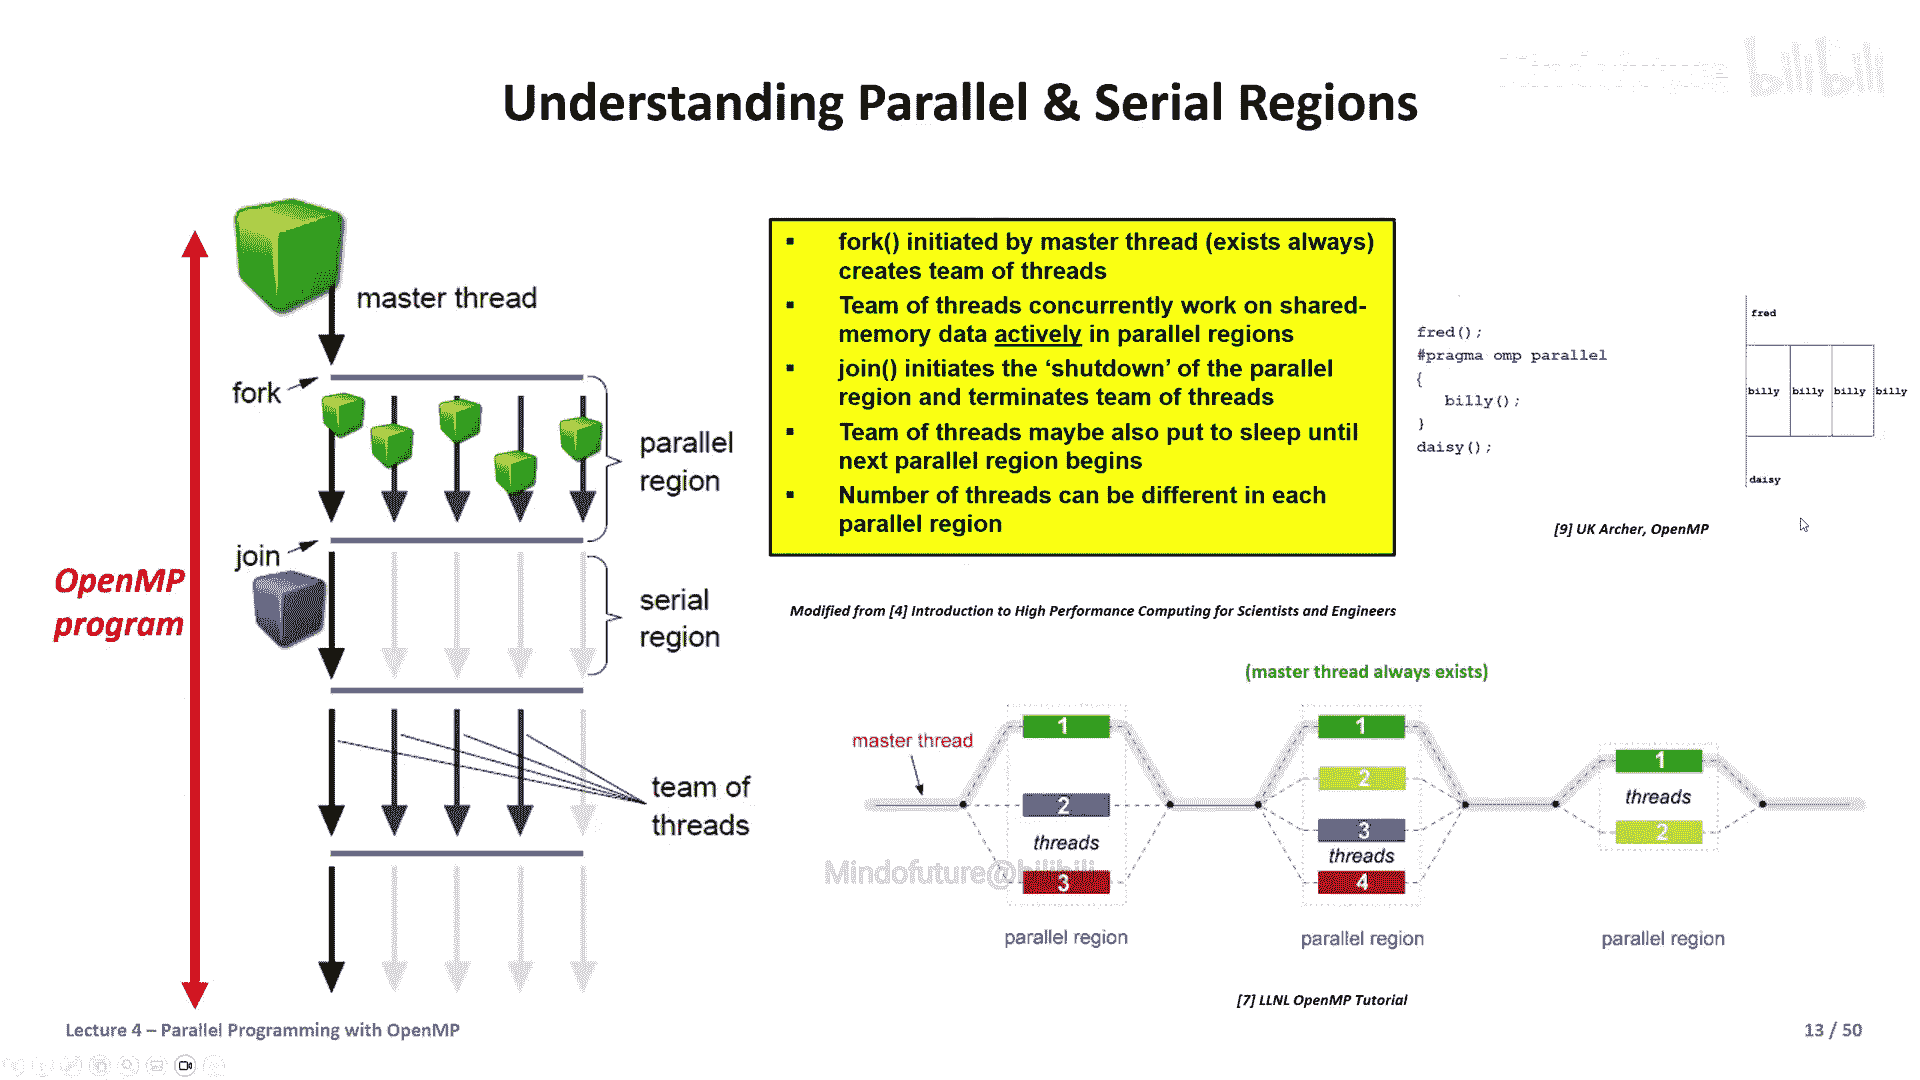 Mindofuture bilibili
Understanding Parallel & Serial Regions
master thread
fork
parallel
region
join
serial
region
OpenMP
program
team of
threads
▪ fork() initiated by master thread (exists always)
creates team of threads
▪ Team of threads concurrently work on shared-
memory data actively in parallel regions
▪ join() initiates the ‘shutdown’ of the parallel
region and terminates team of threads
▪ Team of threads maybe also put to sleep until
next parallel region begins
▪ Number of threads can be different in each
parallel region
Modified from [4] Introduction to High Performance Computing for Scientists and Engineers
fred();
#pragma omp parallel
{
billy();
}
daisy();
fred
billy billy billy billy
daisy
[9] UK Archer, OpenMP
(master thread always exists)
master thread
1
2
threads
3
parallel region
1
2
3
threads
4
parallel region
1
threads
2
parallel region
Mindofuture@bilibili
[7] LLNL OpenMP Tutorial
Lecture 4 – Parallel Programming with OpenMP
13 / 50